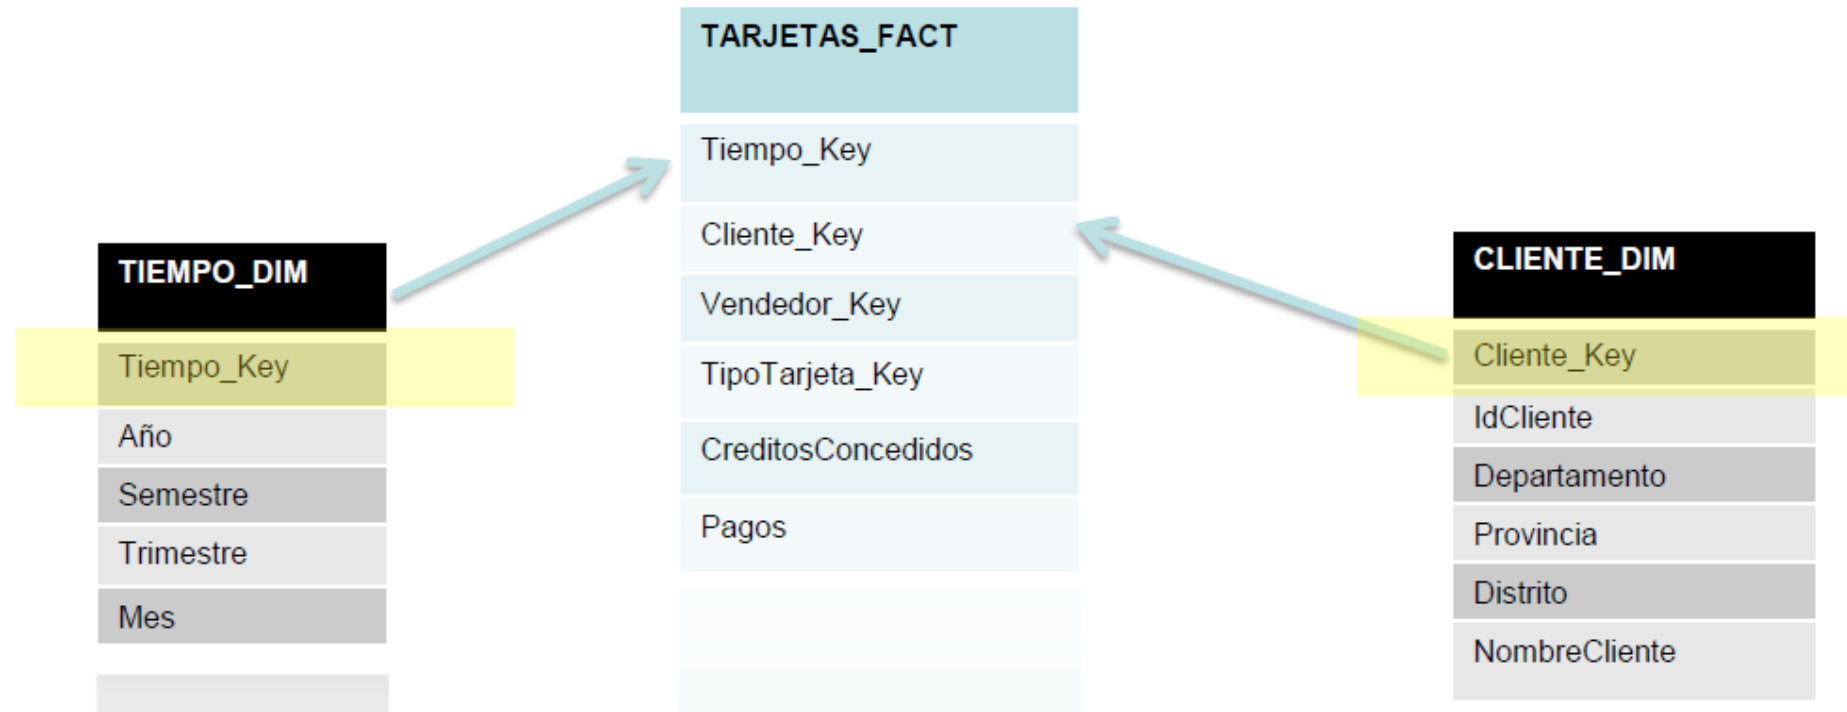 TARJETAS_FACT
Tiempo_Key
Cliente_Key
Vendedor_Key
TipoTarjeta_Key
CreditosConcedidos
Pagos
TIEMPO_DIM
Tiempo_Key
Año
Semestre
Trimestre
Mes
CLIENTE_DIM
Cliente_Key
IdCliente
Departamento
Provincia
Distrito
NombreCliente